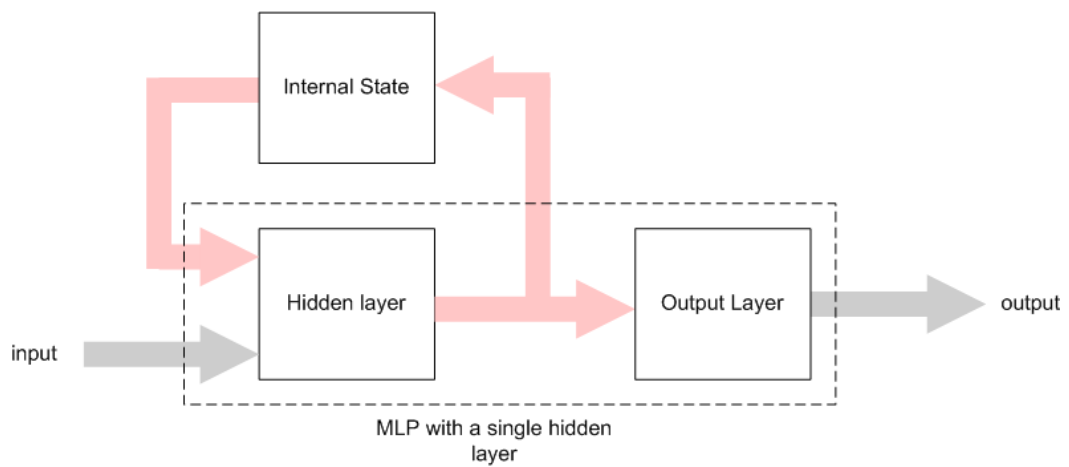 Internal State
Hidden layer
Output Layer
output
input
MLP with a single hidden
layer